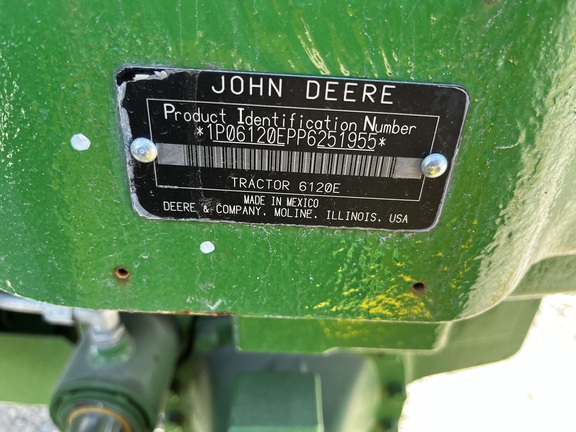 JOHN DEERE
Product Identification Number
*1P06120EPP6251955*
TRACTOR 6120E
MADE IN MEXICO
DEERE & COMPANY. MOLINE. ILLINOIS. USA